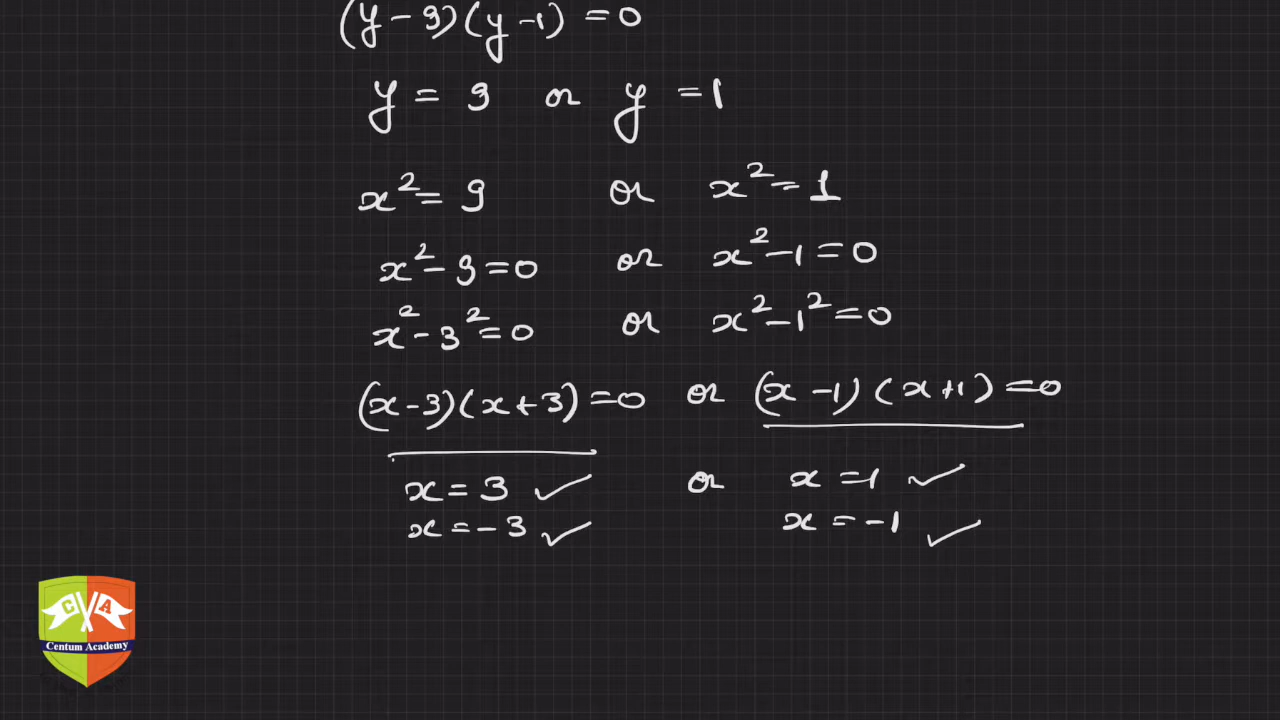 (y - 9)(y - 1) = 0
y = 9 or y = 1
x² = 9 or x² = 1
x² - 9 = 0 or x² - 1 = 0
x² - 3² = 0 or x² - 1² = 0
(x - 3)(x + 3) = 0 or (x - 1)(x + 1) = 0
x = 3 ✓ or x = 1 ✓
x = -3 ✓ x = -1 ✓
C A
Centum Academy